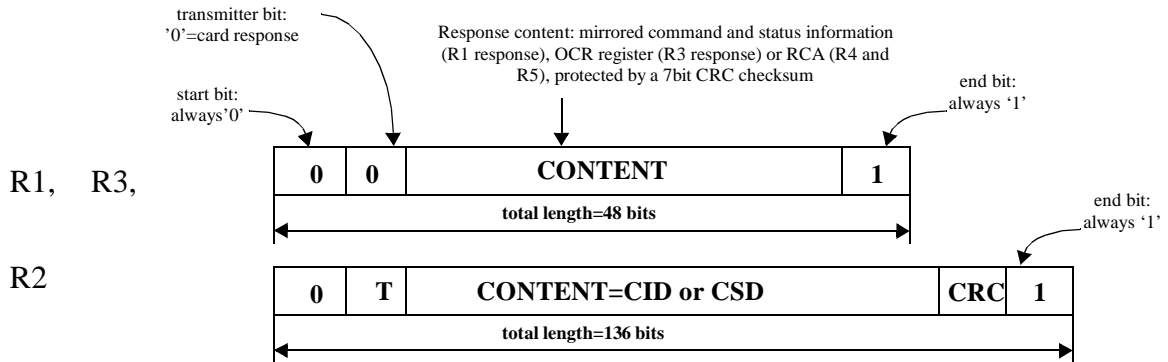 transmitter bit:
'0'=card response
Response content: mirrored command and status information
(R1 response), OCR register (R3 response) or RCA (R4 and
R5), protected by a 7bit CRC checksum
start bit:
always'0'
end bit:
always ‘1’
R1, R3,
0 0 CONTENT 1
total length=48 bits
end bit:
always ‘1’
R2
0 T CONTENT=CID or CSD CRC 1
total length=136 bits